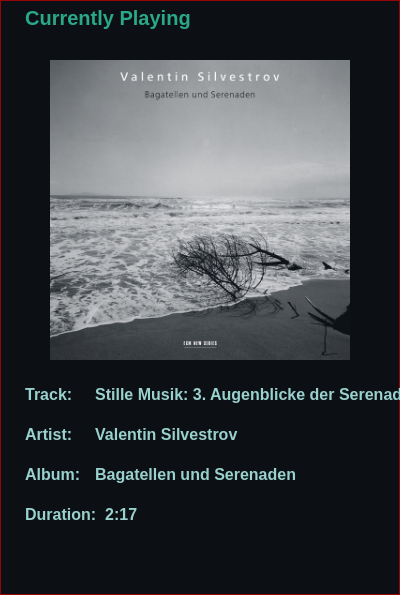 Currently Playing
Valentin Silvestrov
Bagatellen und Serenaden
ECM NEW SERIES
Track: Stille Musik: 3. Augenblicke der Serenad
Artist: Valentin Silvestrov
Album: Bagatellen und Serenaden
Duration: 2:17